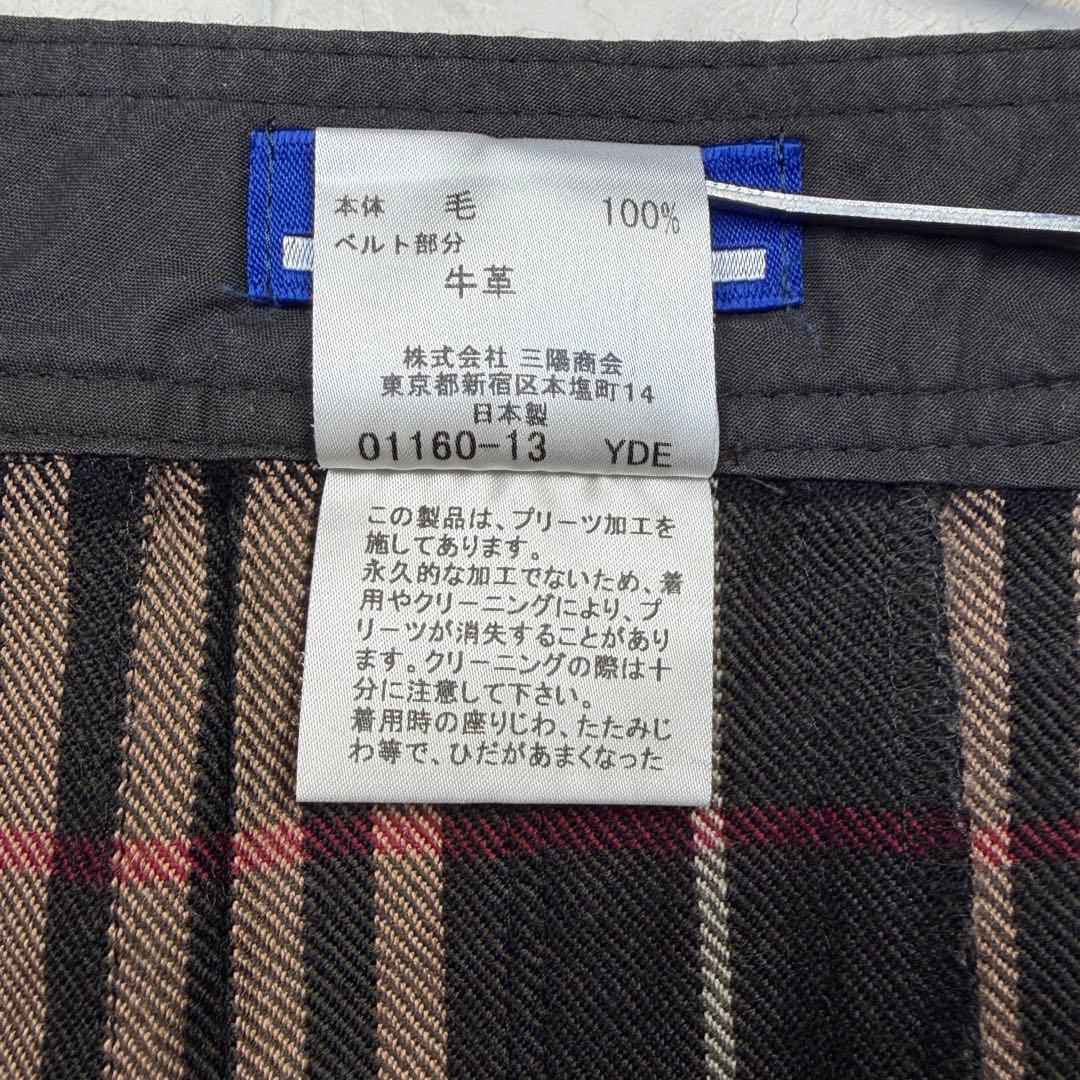 本体 毛 100%
ベルト部分
牛革
株式会社 三陽商会
東京都新宿区本塩町14
日本製
01160-13 YDE
この製品は、プリーツ加工を
施してあります。
永久的な加工でないため、着
用やクリーニングにより、プ
リーツが消失することがあり
ます。クリーニングの際は十
分に注意して下さい。
着用時の座りじわ、たたみじ
わ等で、ひだがあまくなった